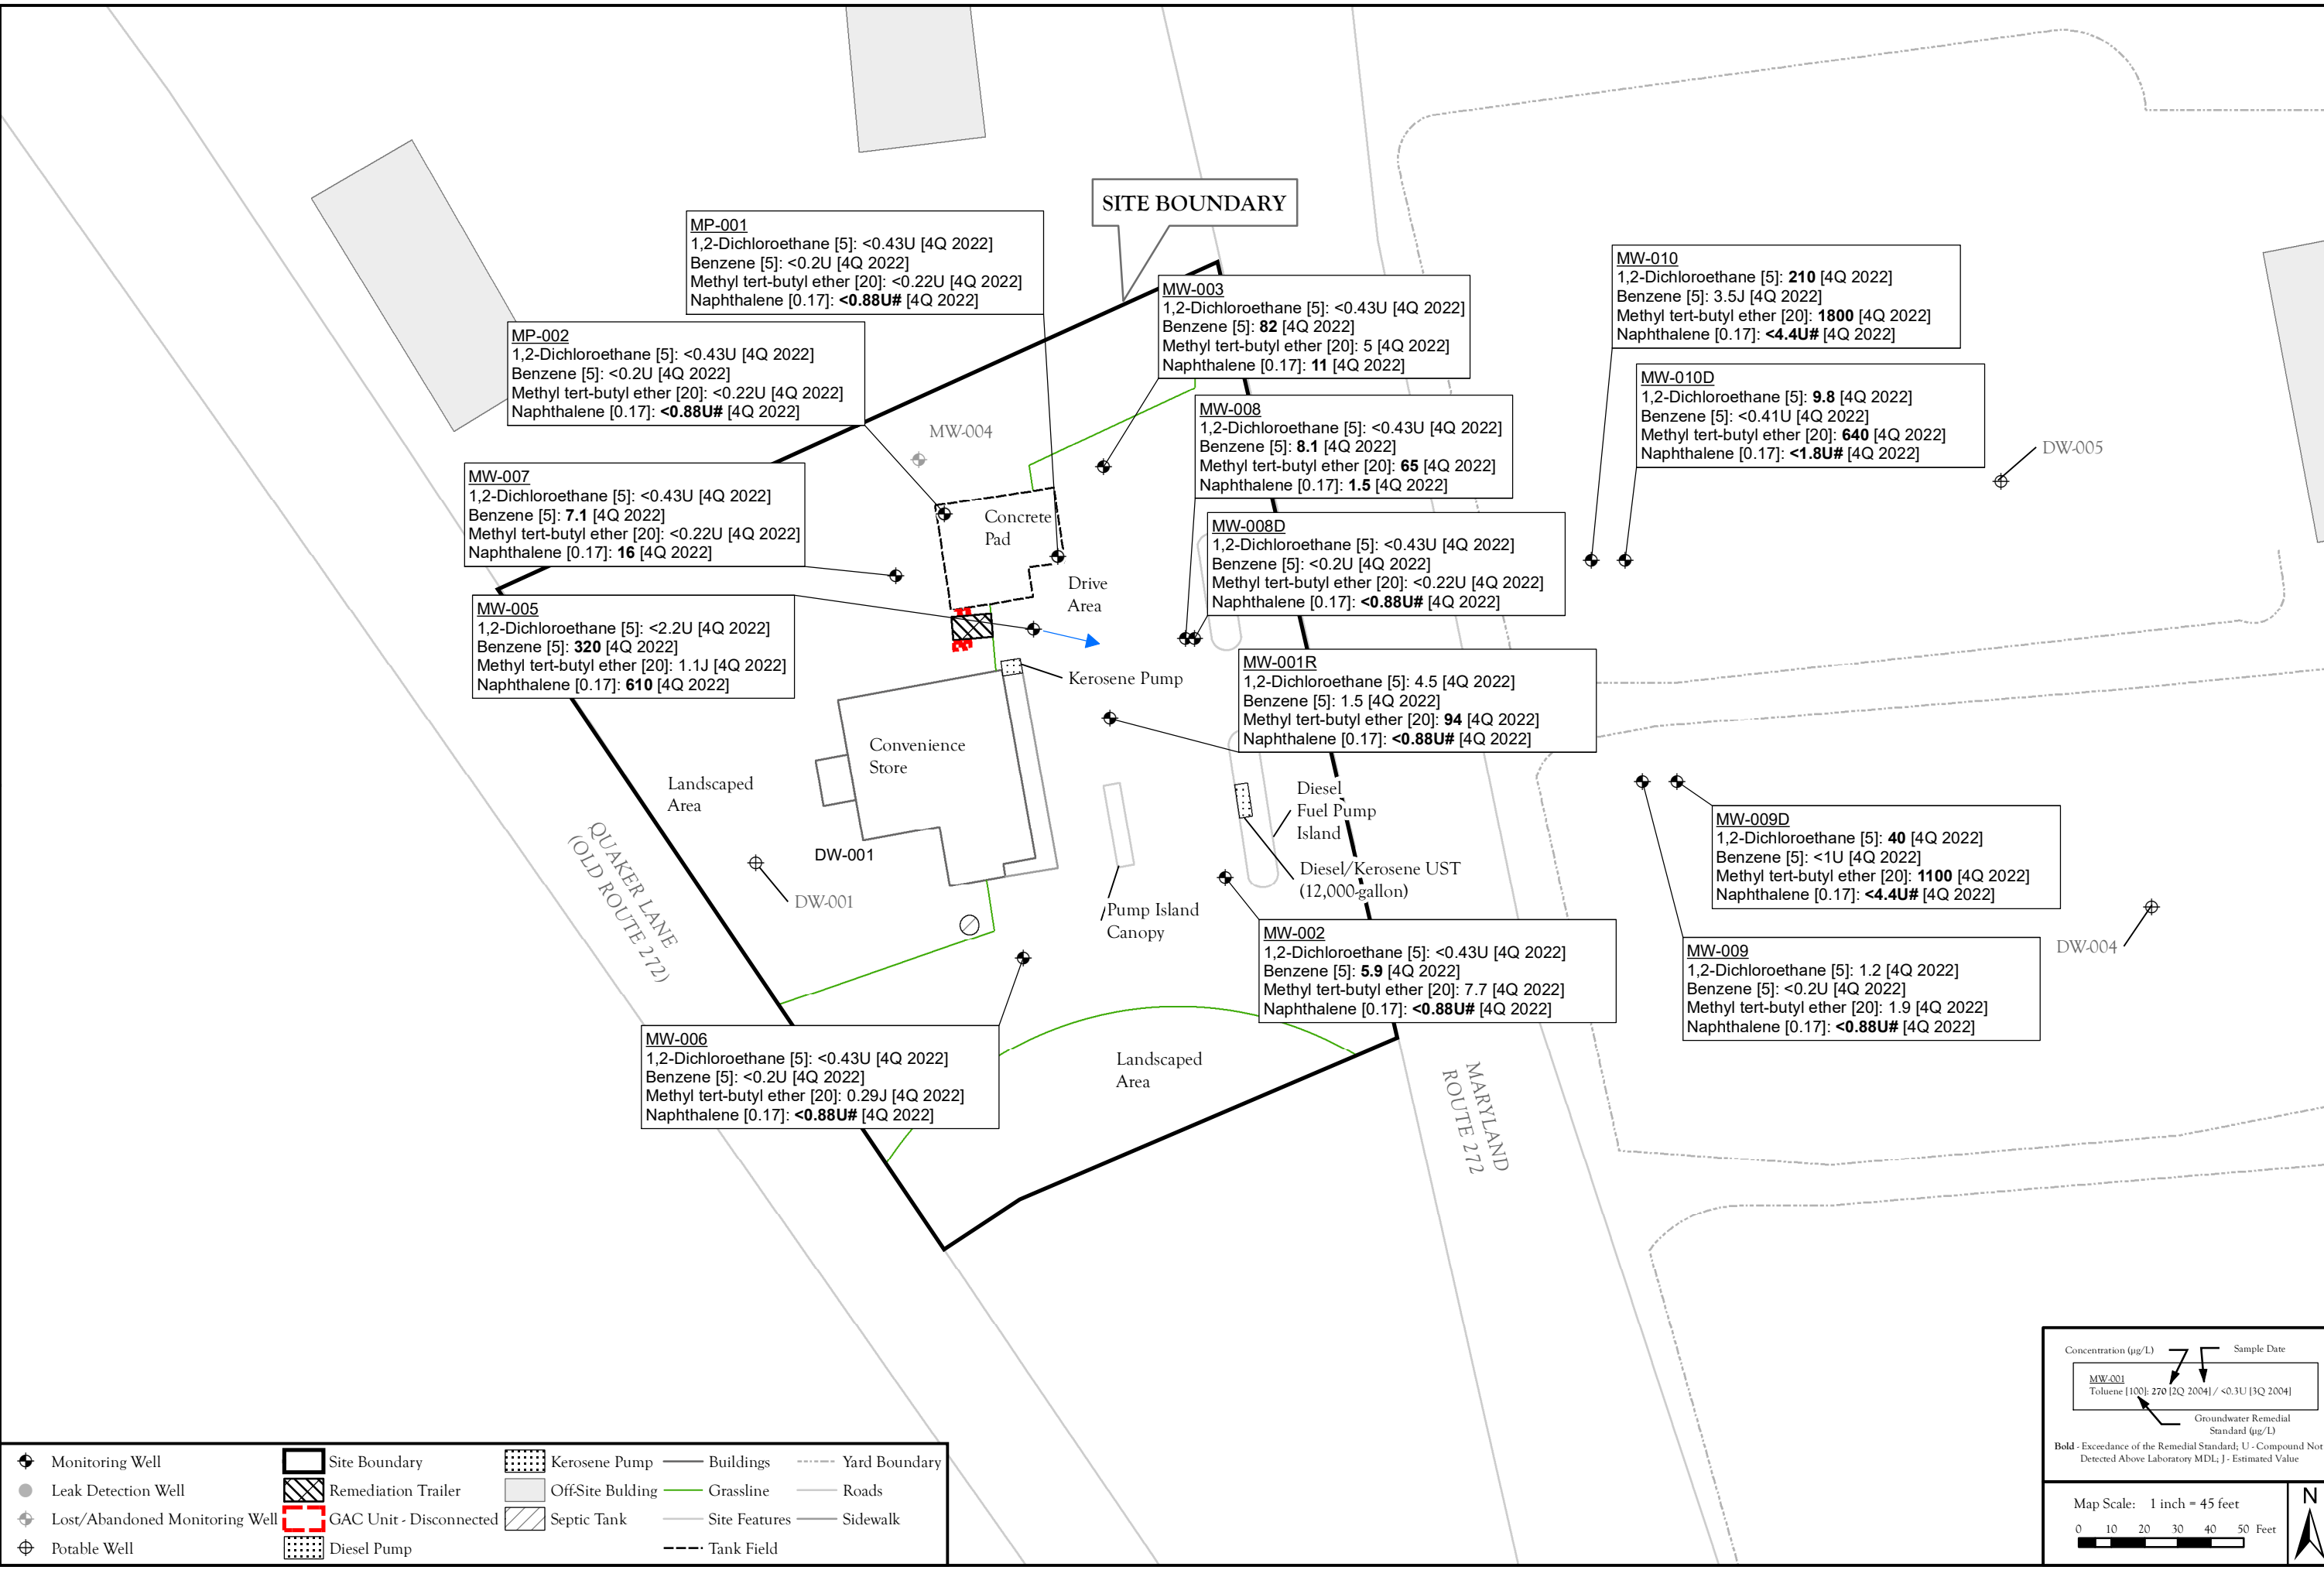 SITE BOUNDARY
MP-001
1,2-Dichloroethane [5]: <0.43U [4Q 2022]
Benzene [5]: <0.2U [4Q 2022]
Methyl tert-butyl ether [20]: <0.22U [4Q 2022]
Naphthalene [0.17]: <0.88U# [4Q 2022]
MW-003
1,2-Dichloroethane [5]: <0.43U [4Q 2022]
Benzene [5]: 82 [4Q 2022]
Methyl tert-butyl ether [20]: 5 [4Q 2022]
Naphthalene [0.17]: 11 [4Q 2022]
MW-010
1,2-Dichloroethane [5]: 210 [4Q 2022]
Benzene [5]: 3.5J [4Q 2022]
Methyl tert-butyl ether [20]: 1800 [4Q 2022]
Naphthalene [0.17]: <4.4U# [4Q 2022]
MP-002
1,2-Dichloroethane [5]: <0.43U [4Q 2022]
Benzene [5]: <0.2U [4Q 2022]
Methyl tert-butyl ether [20]: <0.22U [4Q 2022]
Naphthalene [0.17]: <0.88U# [4Q 2022]
MW-010D
1,2-Dichloroethane [5]: 9.8 [4Q 2022]
Benzene [5]: <0.41U [4Q 2022]
Methyl tert-butyl ether [20]: 640 [4Q 2022]
Naphthalene [0.17]: <1.8U# [4Q 2022]
MW-004
MW-008
1,2-Dichloroethane [5]: <0.43U [4Q 2022]
Benzene [5]: 8.1 [4Q 2022]
Methyl tert-butyl ether [20]: 65 [4Q 2022]
Naphthalene [0.17]: 1.5 [4Q 2022]
DW-005
MW-007
1,2-Dichloroethane [5]: <0.43U [4Q 2022]
Benzene [5]: 7.1 [4Q 2022]
Methyl tert-butyl ether [20]: <0.22U [4Q 2022]
Naphthalene [0.17]: 16 [4Q 2022]
Concrete
Pad
MW-008D
1,2-Dichloroethane [5]: <0.43U [4Q 2022]
Benzene [5]: <0.2U [4Q 2022]
Methyl tert-butyl ether [20]: <0.22U [4Q 2022]
Naphthalene [0.17]: <0.88U# [4Q 2022]
Drive
Area
MW-005
1,2-Dichloroethane [5]: <2.2U [4Q 2022]
Benzene [5]: 320 [4Q 2022]
Methyl tert-butyl ether [20]: 1.1J [4Q 2022]
Naphthalene [0.17]: 610 [4Q 2022]
Kerosene Pump
MW-001R
1,2-Dichloroethane [5]: 4.5 [4Q 2022]
Benzene [5]: 1.5 [4Q 2022]
Methyl tert-butyl ether [20]: 94 [4Q 2022]
Naphthalene [0.17]: <0.88U# [4Q 2022]
Convenience
Store
Landscaped
Area
Diesel
Fuel Pump
Island
DW-001
Diesel/Kerosene UST
(12,000-gallon)
DW-001
Pump Island
Canopy
MW-009D
1,2-Dichloroethane [5]: 40 [4Q 2022]
Benzene [5]: <1U [4Q 2022]
Methyl tert-butyl ether [20]: 1100 [4Q 2022]
Naphthalene [0.17]: <4.4U# [4Q 2022]
QUAKER LANE
(OLD ROUTE 272)
MW-002
1,2-Dichloroethane [5]: <0.43U [4Q 2022]
Benzene [5]: 5.9 [4Q 2022]
Methyl tert-butyl ether [20]: 7.7 [4Q 2022]
Naphthalene [0.17]: <0.88U# [4Q 2022]
MW-009
1,2-Dichloroethane [5]: 1.2 [4Q 2022]
Benzene [5]: <0.2U [4Q 2022]
Methyl tert-butyl ether [20]: 1.9 [4Q 2022]
Naphthalene [0.17]: <0.88U# [4Q 2022]
DW-004
MW-006
1,2-Dichloroethane [5]: <0.43U [4Q 2022]
Benzene [5]: <0.2U [4Q 2022]
Methyl tert-butyl ether [20]: 0.29J [4Q 2022]
Naphthalene [0.17]: <0.88U# [4Q 2022]
Landscaped
Area
MARYLAND
ROUTE 272
Concentration (µg/L)
Sample Date
MW-001
Toluene [100]: 270 [2Q 2004] / <0.3U [3Q 2004]
Groundwater Remedial
Standard (µg/L)
Bold - Exceedance of the Remedial Standard; U - Compound Not
Detected Above Laboratory MDL; J - Estimated Value
Map Scale: 1 inch = 45 feet
0 10 20 30 40 50 Feet
N
Monitoring Well
Leak Detection Well
Lost/Abandoned Monitoring Well
Potable Well
Site Boundary
Remediation Trailer
GAC Unit - Disconnected
Diesel Pump
Kerosene Pump
Off-Site Bulding
Septic Tank
Buildings
Grassline
Site Features
Tank Field
Yard Boundary
Roads
Sidewalk